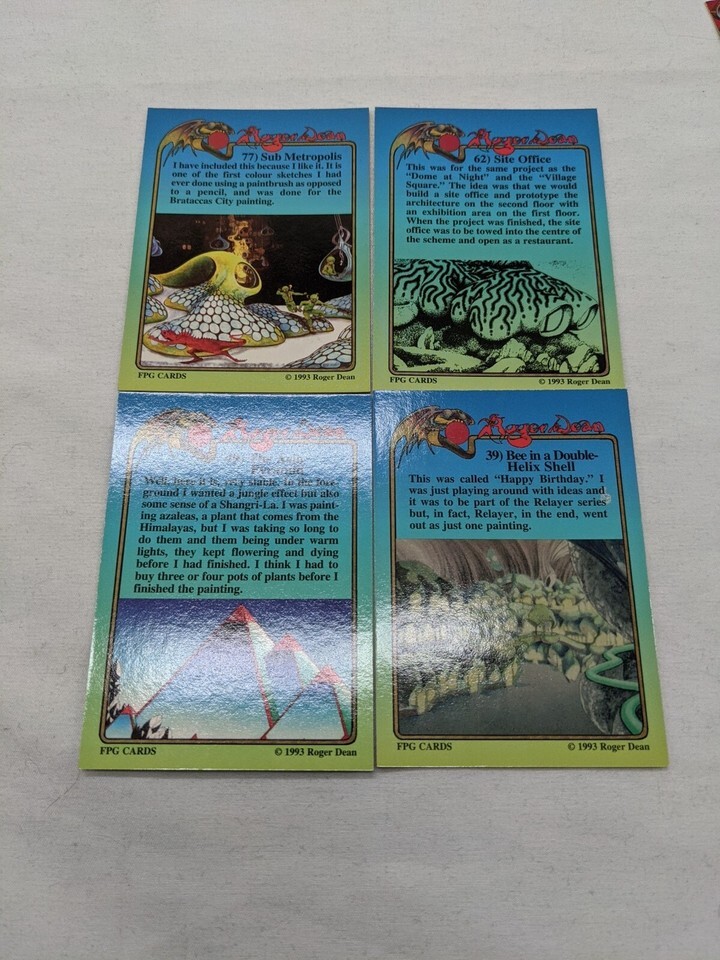 Roger Dean
77) Sub Metropolis
I have included this because I like it. It is
one of the first colour sketches I had
ever done using a paintbrush as opposed
to a pencil, and was done for the
Brataccas City painting.
FPG CARDS © 1993 Roger Dean
Roger Dean
62) Site Office
This was for the same project as the
"Dome at Night" and the "Village
Square." The idea was that we would
build a site office and prototype the
architecture on the second floor with
an exhibition area on the first floor.
When the project was finished, the site
office was to be towed into the centre of
the scheme and open as a restaurant.
FPG CARDS © 1993 Roger Dean
Roger Dean
Well, here it is, very stable. In the fore-
ground I wanted a jungle effect but also
some sense of a Shangri-La. I was paint-
ing azaleas, a plant that comes from the
Himalayas, but I was taking so long to
do them and them being under warm
lights, they kept flowering and dying
before I had finished. I think I had to
buy three or four pots of plants before I
finished the painting.
FPG CARDS © 1993 Roger Dean
Roger Dean
39) Bee in a Double-
Helix Shell
This was called "Happy Birthday." I
was just playing around with ideas and
it was to be part of the Relayer series
but, in fact, Relayer, in the end, went
out as just one painting.
FPG CARDS © 1993 Roger Dean